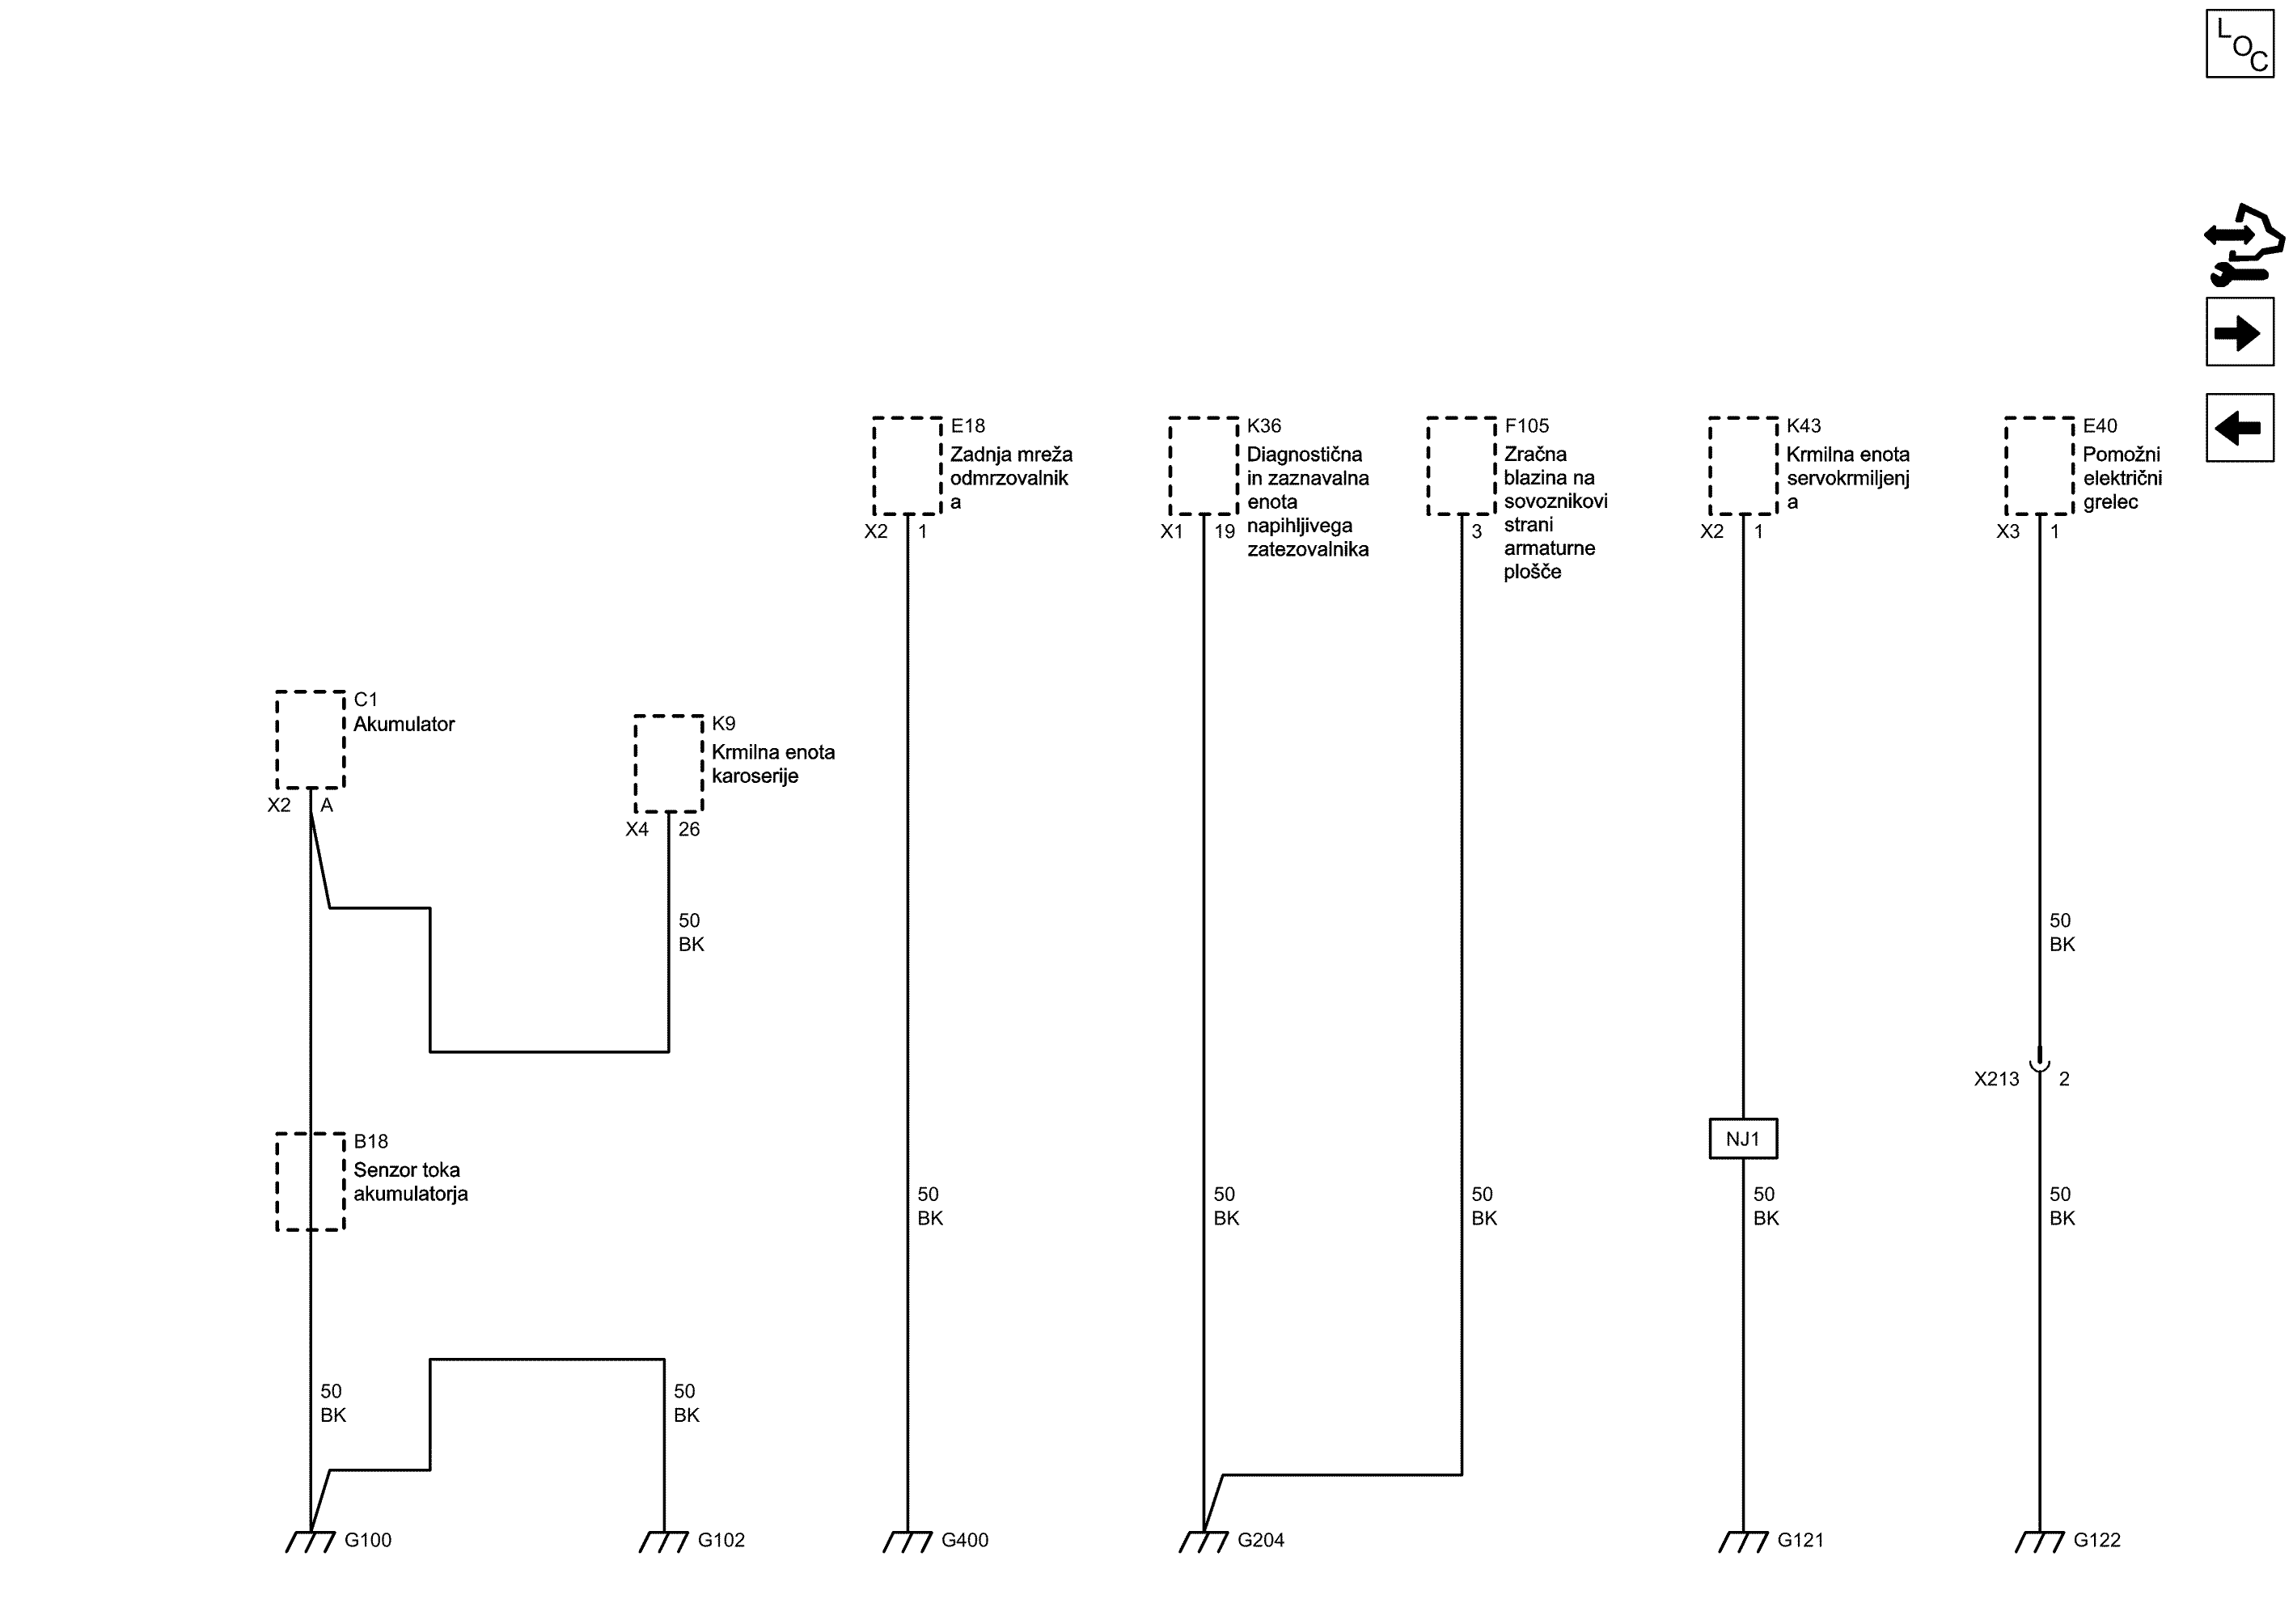 LOC
E18
Zadnja mreža
odmrzovalnik
a
X2 1
K36
Diagnostična
in zaznavalna
enota
napihljivega
zatezovalnika
X1 19
F105
Zračna
blazina na
sovoznikovi
strani
armaturne
plošče
3
K43
Krmilna enota
servokrmiljenj
a
X2 1
E40
Pomožni
električni
grelec
X3 1
C1
Akumulator
X2 A
K9
Krmilna enota
karoserije
X4 26
50
BK
50
BK
X213 2
NJ1
B18
Senzor toka
akumulatorja
50
BK
50
BK
50
BK
50
BK
50
BK
50
BK
50
BK
G100
G102
G400
G204
G121
G122